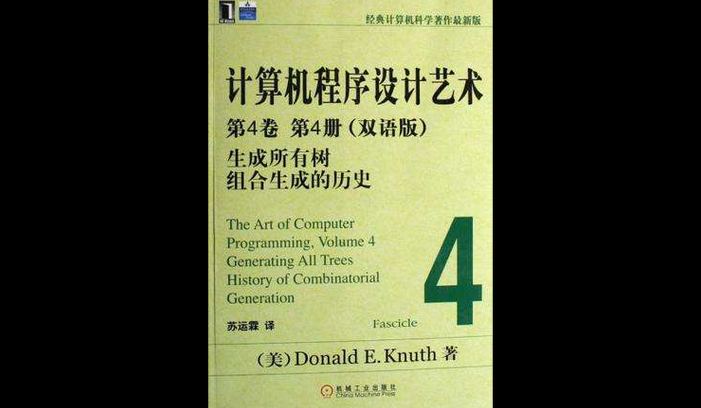 经典计算机科学著作最新版
计算机程序设计艺术
第4卷 第4册(双语版)
生成所有树
组合生成的历史
The Art of Computer
Programming, Volume 4
Generating All Trees
History of Combinatorial
Generation
4
苏运霖 译
Fascicle
(美) Donald E. Knuth 著
机械工业出版社
China Machine Press